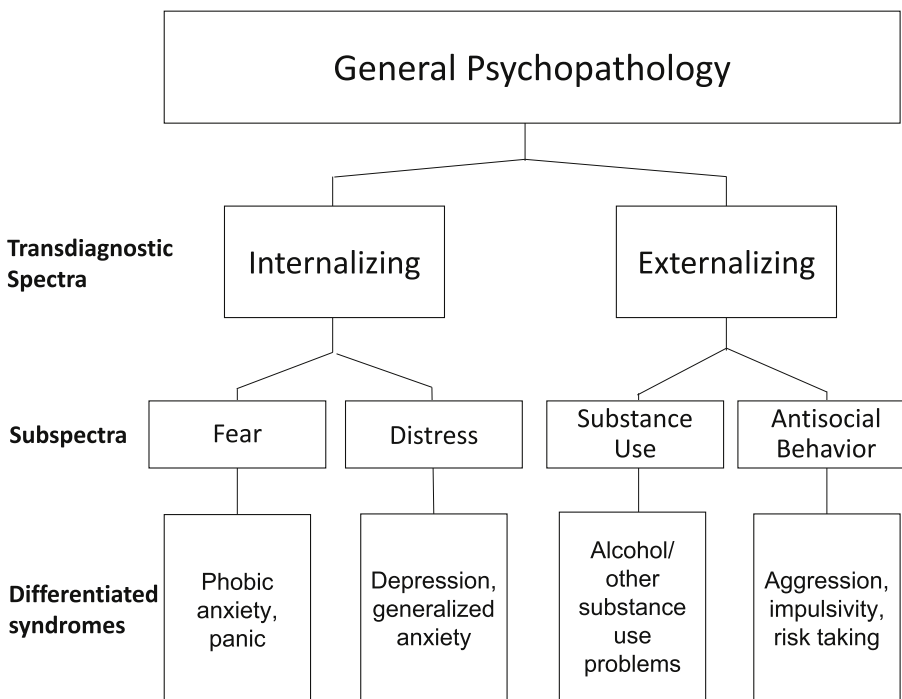 General Psychopathology
Transdiagnostic
Spectra
Internalizing
Externalizing
Subspectra
Fear
Distress
Substance
Use
Antisocial
Behavior
Differentiated
syndromes
Phobic
anxiety,
panic
Depression,
generalized
anxiety
Alcohol/
other
substance
use
problems
Aggression,
impulsivity,
risk taking